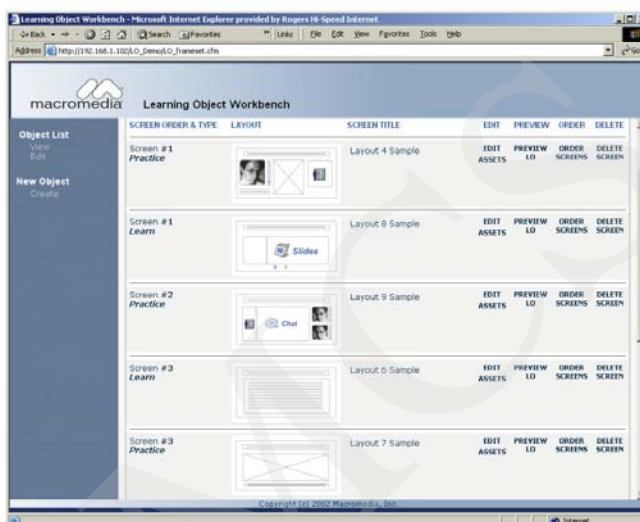 Learning Object Workbench - Microsoft Internet Explorer provided by Rogers Hi-Speed Internet
Back Search Favorites Links File Edit View Favorites Tools Help
Address http://192.168.1.102/LO_Demo/LO_frameset.cfm Go
macromedia Learning Object Workbench
Object List
View
Edit
New Object
Create
SCREEN ORDER & TYPE LAYOUT SCREEN TITLE EDIT PREVIEW ORDER DELETE
Screen #1 Layout 4 Sample EDIT PREVIEW ORDER DELETE
Practice ASSETS LO SCREENS SCREEN
Screen #1 Layout 8 Sample EDIT PREVIEW ORDER DELETE
Learn Slides ASSETS LO SCREENS SCREEN
Screen #2 Layout 9 Sample EDIT PREVIEW ORDER DELETE
Practice Chat ASSETS LO SCREENS SCREEN
Screen #3 Layout 6 Sample EDIT PREVIEW ORDER DELETE
Learn ASSETS LO SCREENS SCREEN
Screen #3 Layout 7 Sample EDIT PREVIEW ORDER DELETE
Practice ASSETS LO SCREENS SCREEN
Copyright (c) 2002 Macromedia, Inc.
Internet